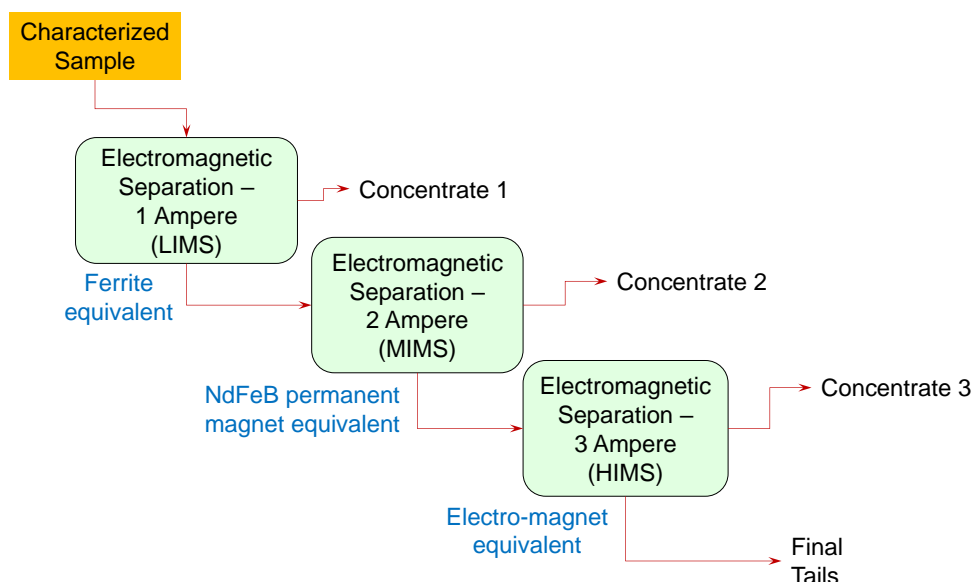 Characterized
Sample
Electromagnetic
Separation –
1 Ampere
(LIMS)
Concentrate 1
Ferrite
equivalent
Electromagnetic
Separation –
2 Ampere
(MIMS)
Concentrate 2
NdFeB permanent
magnet equivalent
Electromagnetic
Separation –
3 Ampere
(HIMS)
Concentrate 3
Electro-magnet
equivalent
Final
Tails